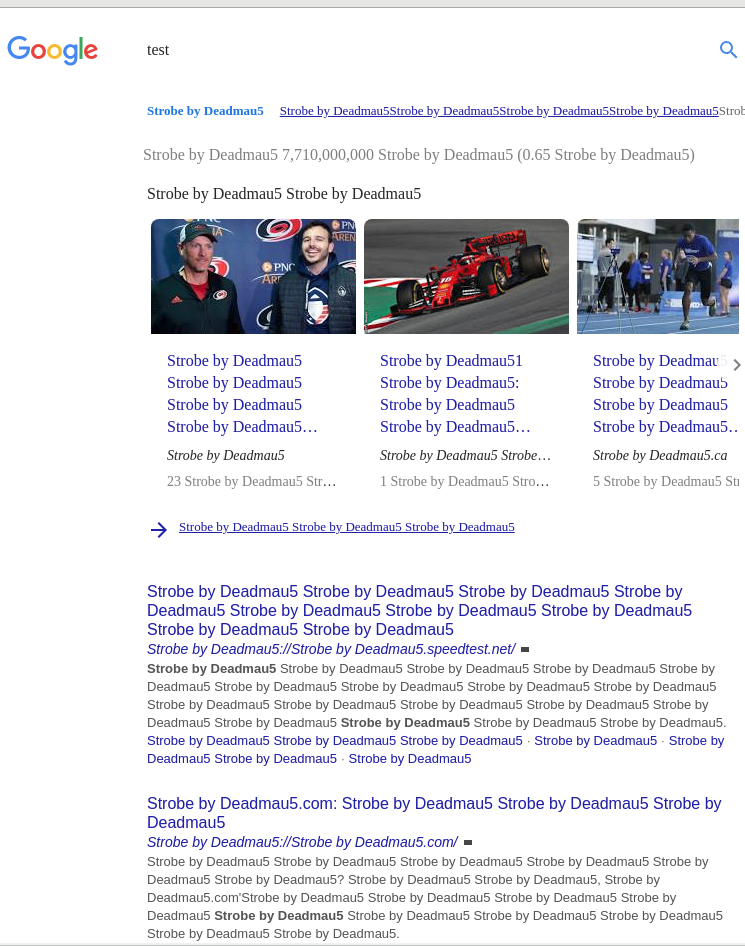 Google
test
Strobe by Deadmau5 Strobe by Deadmau5Strobe by Deadmau5Strobe by Deadmau5Strobe by Deadmau5Strob
Strobe by Deadmau5 7,710,000,000 Strobe by Deadmau5 (0.65 Strobe by Deadmau5)
Strobe by Deadmau5 Strobe by Deadmau5
Strobe by Deadmau5
Strobe by Deadmau5
Strobe by Deadmau5
Strobe by Deadmau5…
Strobe by Deadmau5
23 Strobe by Deadmau5 Str…
Strobe by Deadmau51
Strobe by Deadmau5:
Strobe by Deadmau5
Strobe by Deadmau5…
Strobe by Deadmau5 Strobe…
1 Strobe by Deadmau5 Stro…
Strobe by Deadmau5
Strobe by Deadmau5
Strobe by Deadmau5
Strobe by Deadmau5…
Strobe by Deadmau5.ca
5 Strobe by Deadmau5 Str
Strobe by Deadmau5 Strobe by Deadmau5 Strobe by Deadmau5
Strobe by Deadmau5 Strobe by Deadmau5 Strobe by Deadmau5 Strobe by
Deadmau5 Strobe by Deadmau5 Strobe by Deadmau5 Strobe by Deadmau5
Strobe by Deadmau5 Strobe by Deadmau5
Strobe by Deadmau5://Strobe by Deadmau5.speedtest.net/
Strobe by Deadmau5 Strobe by Deadmau5 Strobe by Deadmau5 Strobe by Deadmau5 Strobe by
Deadmau5 Strobe by Deadmau5 Strobe by Deadmau5 Strobe by Deadmau5 Strobe by Deadmau5
Strobe by Deadmau5 Strobe by Deadmau5 Strobe by Deadmau5 Strobe by Deadmau5 Strobe by
Deadmau5 Strobe by Deadmau5 Strobe by Deadmau5 Strobe by Deadmau5 Strobe by Deadmau5.
Strobe by Deadmau5 Strobe by Deadmau5 Strobe by Deadmau5 · Strobe by Deadmau5 · Strobe by
Deadmau5 Strobe by Deadmau5 · Strobe by Deadmau5
Strobe by Deadmau5.com: Strobe by Deadmau5 Strobe by Deadmau5 Strobe by
Deadmau5
Strobe by Deadmau5://Strobe by Deadmau5.com/
Strobe by Deadmau5 Strobe by Deadmau5 Strobe by Deadmau5 Strobe by Deadmau5 Strobe by
Deadmau5 Strobe by Deadmau5? Strobe by Deadmau5 Strobe by Deadmau5, Strobe by
Deadmau5.com'Strobe by Deadmau5 Strobe by Deadmau5 Strobe by Deadmau5 Strobe by
Deadmau5 Strobe by Deadmau5 Strobe by Deadmau5 Strobe by Deadmau5 Strobe by Deadmau5
Strobe by Deadmau5 Strobe by Deadmau5.